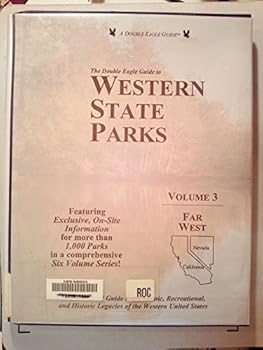 A DOUBLE EAGLE GUIDE™
The Double Eagle Guide to
WESTERN
STATE
PARKS
VOLUME 3
FAR
WEST
Nevada
California
Featuring
Exclusive, On-Site
Information
for more than
1,000 Parks
in a comprehensive
Six Volume Series!
ROC
Guide
Recreational,
and Historic Legacies of the Western United States